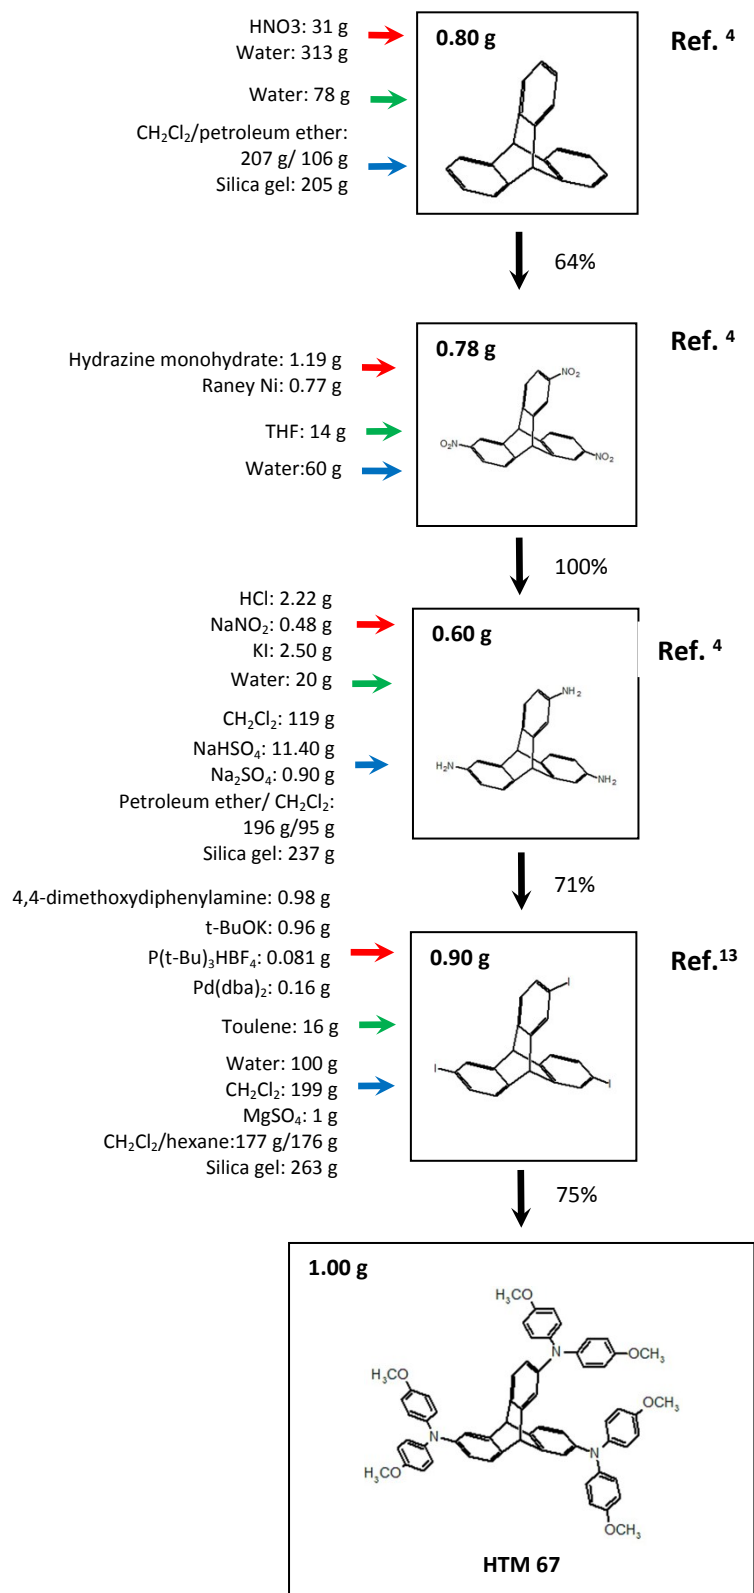 HNO3: 31 g
Water: 313 g
Water: 78 g
CH₂Cl₂/petroleum ether:
207 g/ 106 g
Silica gel: 205 g
0.80 g
Ref. ⁴
64%
Hydrazine monohydrate: 1.19 g
Raney Ni: 0.77 g
THF: 14 g
Water:60 g
0.78 g
NO₂
O₂N
NO₂
Ref. ⁴
100%
HCl: 2.22 g
NaNO₂: 0.48 g
KI: 2.50 g
Water: 20 g
CH₂Cl₂: 119 g
NaHSO₄: 11.40 g
Na₂SO₄: 0.90 g
Petroleum ether/ CH₂Cl₂:
196 g/95 g
Silica gel: 237 g
0.60 g
NH₂
H₂N
NH₂
Ref. ⁴
71%
4,4-dimethoxydiphenylamine: 0.98 g
t-BuOK: 0.96 g
P(t-Bu)₃HBF₄: 0.081 g
Pd(dba)₂: 0.16 g
Toulene: 16 g
Water: 100 g
CH₂Cl₂: 199 g
MgSO₄: 1 g
CH₂Cl₂/hexane:177 g/176 g
Silica gel: 263 g
0.90 g
I
I
I
Ref.¹³
75%
1.00 g
H₃CO
N
OCH₃
H₃CO
N
H₃CO
OCH₃
N
OCH₃
HTM 67